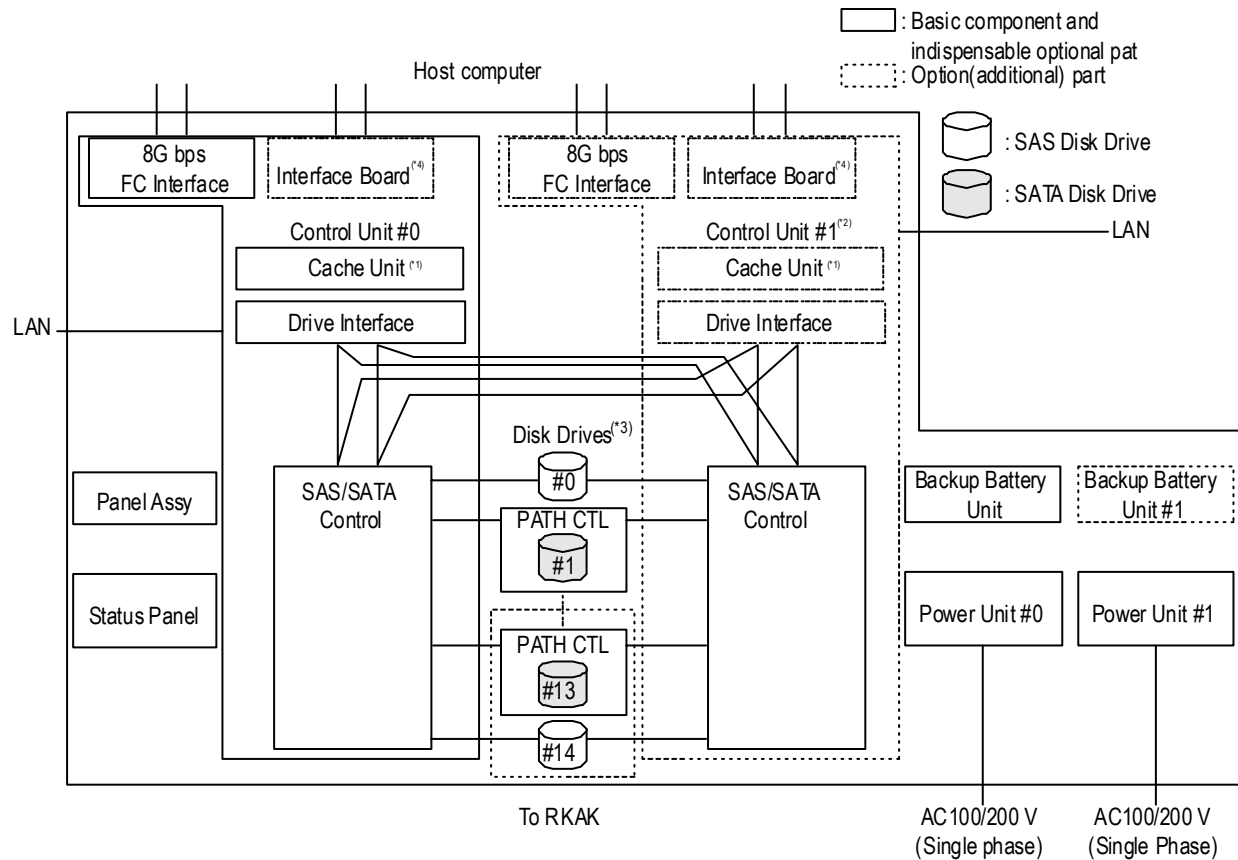 : Basic component and
indispensable optional pat
: Option(additional) part
Host computer
: SAS Disk Drive
: SATA Disk Drive
8G bps
FC Interface
Interface Board(*4)
8G bps
FC Interface
Interface Board(*4)
Control Unit #0
Cache Unit (*1)
Drive Interface
Control Unit #1(*2)
Cache Unit (*1)
Drive Interface
LAN
LAN
Disk Drives(*3)
SAS/SATA
Control
#0
PATH CTL
#1
PATH CTL
#13
#14
SAS/SATA
Control
Panel Assy
Status Panel
Backup Battery
Unit
Backup Battery
Unit #1
Power Unit #0
Power Unit #1
To RKAK
AC100/200 V
(Single phase)
AC100/200 V
(Single Phase)